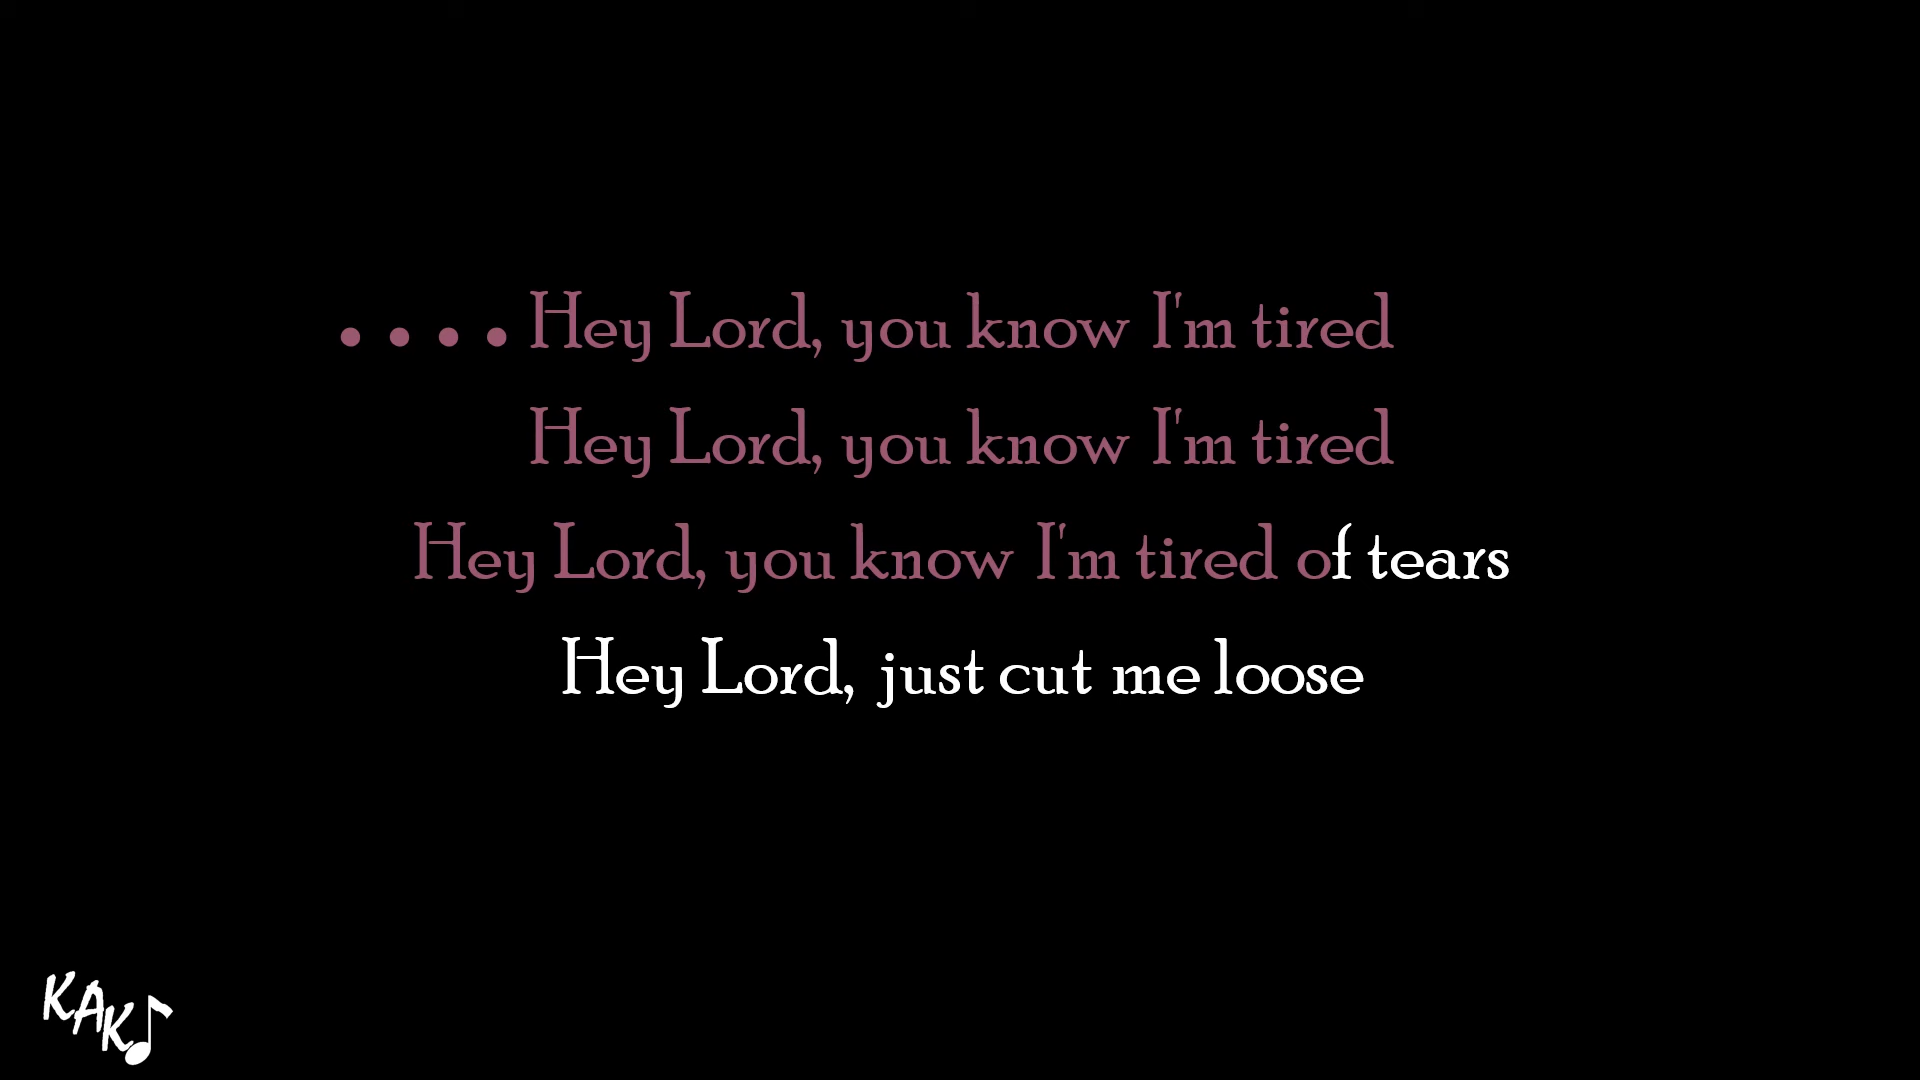 • • • • Hey Lord, you know I'm tired
Hey Lord, you know I'm tired
Hey Lord, you know I'm tired of tears
Hey Lord, just cut me loose
KAK